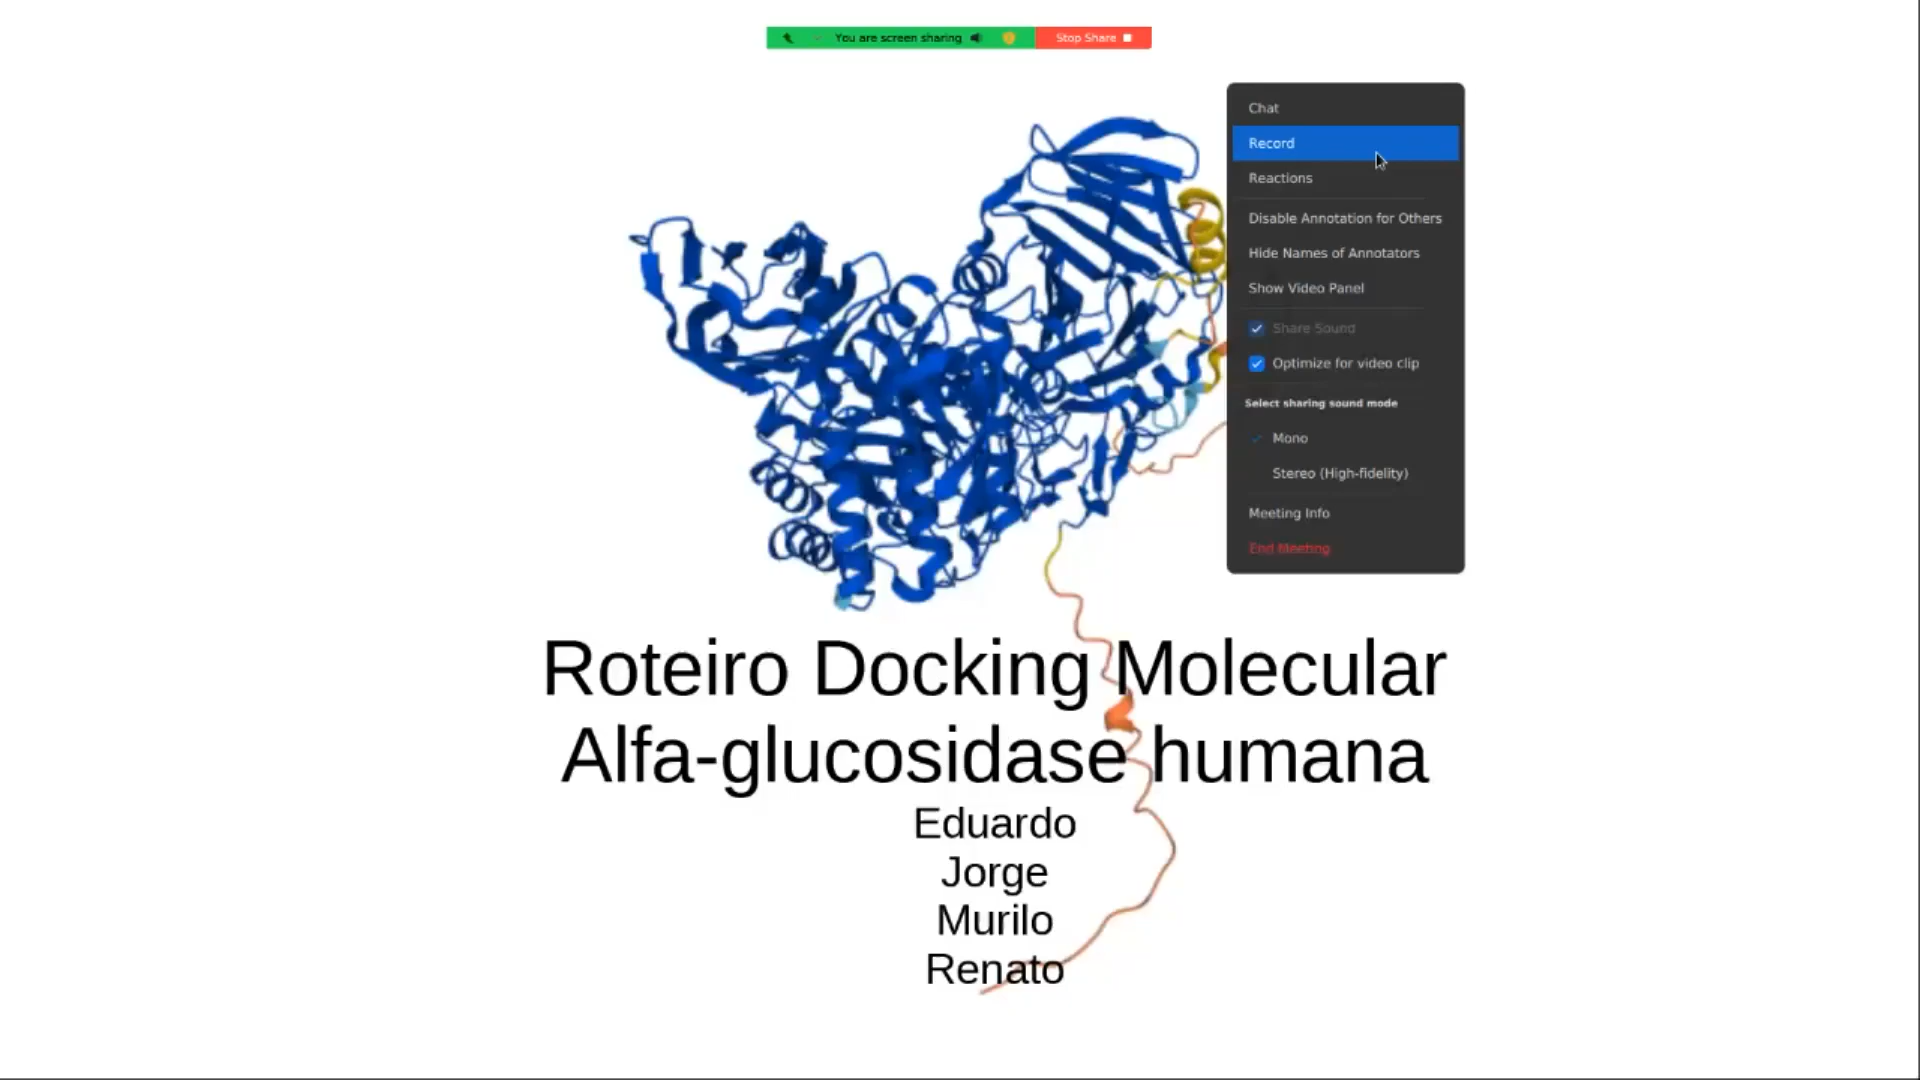 You are screen sharing
Stop Share
Chat
Record
Reactions
Disable Annotation for Others
Hide Names of Annotators
Show Video Panel
Share Sound
Optimize for video clip
Select sharing sound mode
Mono
Stereo (High-fidelity)
Meeting Info
End Meeting
Roteiro Docking Molecular
Alfa-glucosidase humana
Eduardo
Jorge
Murilo
Renato